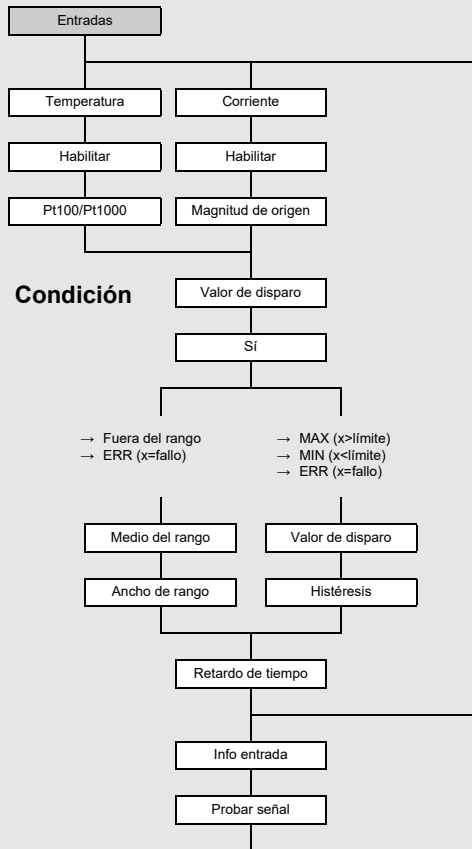 Entradas
Temperatura
Corriente
Habilitar
Habilitar
Pt100/Pt1000
Magnitud de origen
Condición
Valor de disparo
Sí
→ Fuera del rango
→ ERR (x=fallo)
→ MAX (x>límite)
→ MIN (x<límite)
→ ERR (x=fallo)
Medio del rango
Valor de disparo
Ancho de rango
Histéresis
Retardo de tiempo
Info entrada
Probar señal